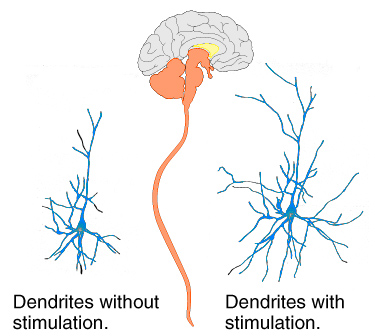 Dendrites without
stimulation.
Dendrites with
stimulation.